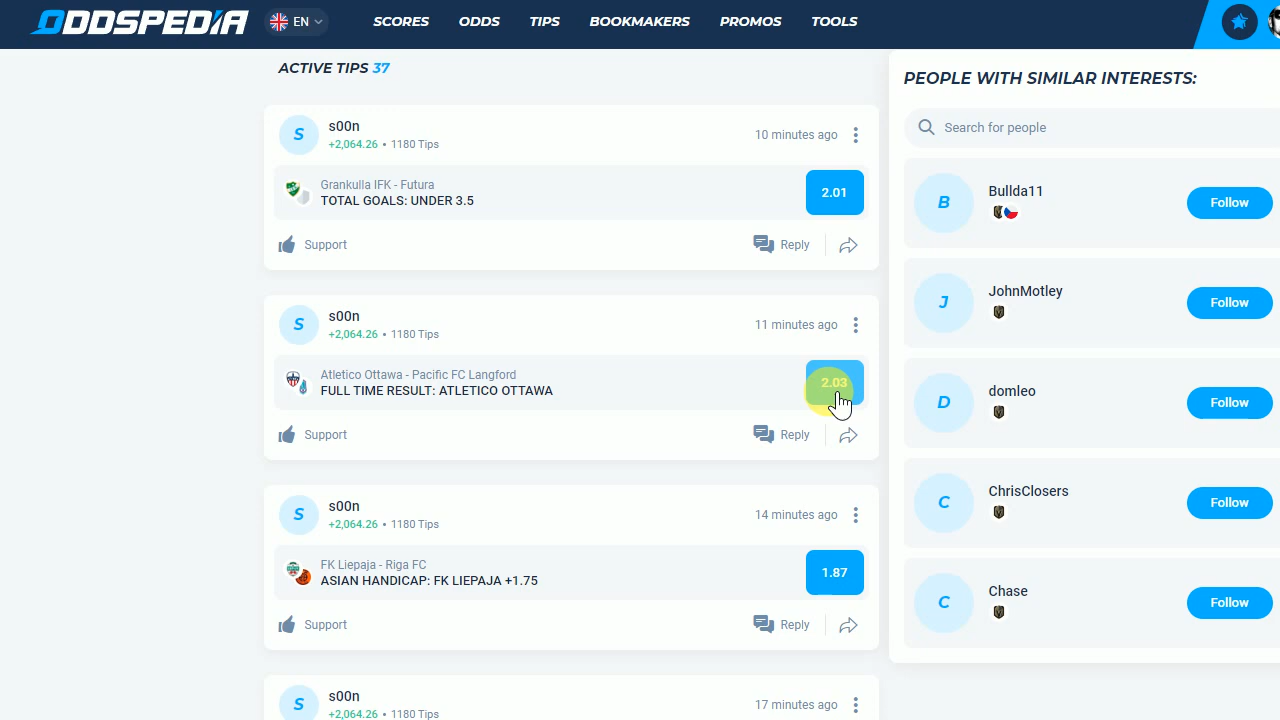 ODDSPEDIA EN SCORES ODDS TIPS BOOKMAKERS PROMOS TOOLS
ACTIVE TIPS 37
S s00n
+2,064.26 • 1180 Tips
10 minutes ago
Grankulla IFK - Futura
TOTAL GOALS: UNDER 3.5
2.01
Support
Reply
S s00n
+2,064.26 • 1180 Tips
11 minutes ago
Atletico Ottawa - Pacific FC Langford
FULL TIME RESULT: ATLETICO OTTAWA
2.03
Support
Reply
S s00n
+2,064.26 • 1180 Tips
14 minutes ago
FK Liepaja - Riga FC
ASIAN HANDICAP: FK LIEPAJA +1.75
1.87
Support
Reply
S s00n
+2,064.26 • 1180 Tips
17 minutes ago
PEOPLE WITH SIMILAR INTERESTS:
Search for people
B Bullda11 Follow
J JohnMotley Follow
D domleo Follow
C ChrisClosers Follow
C Chase Follow